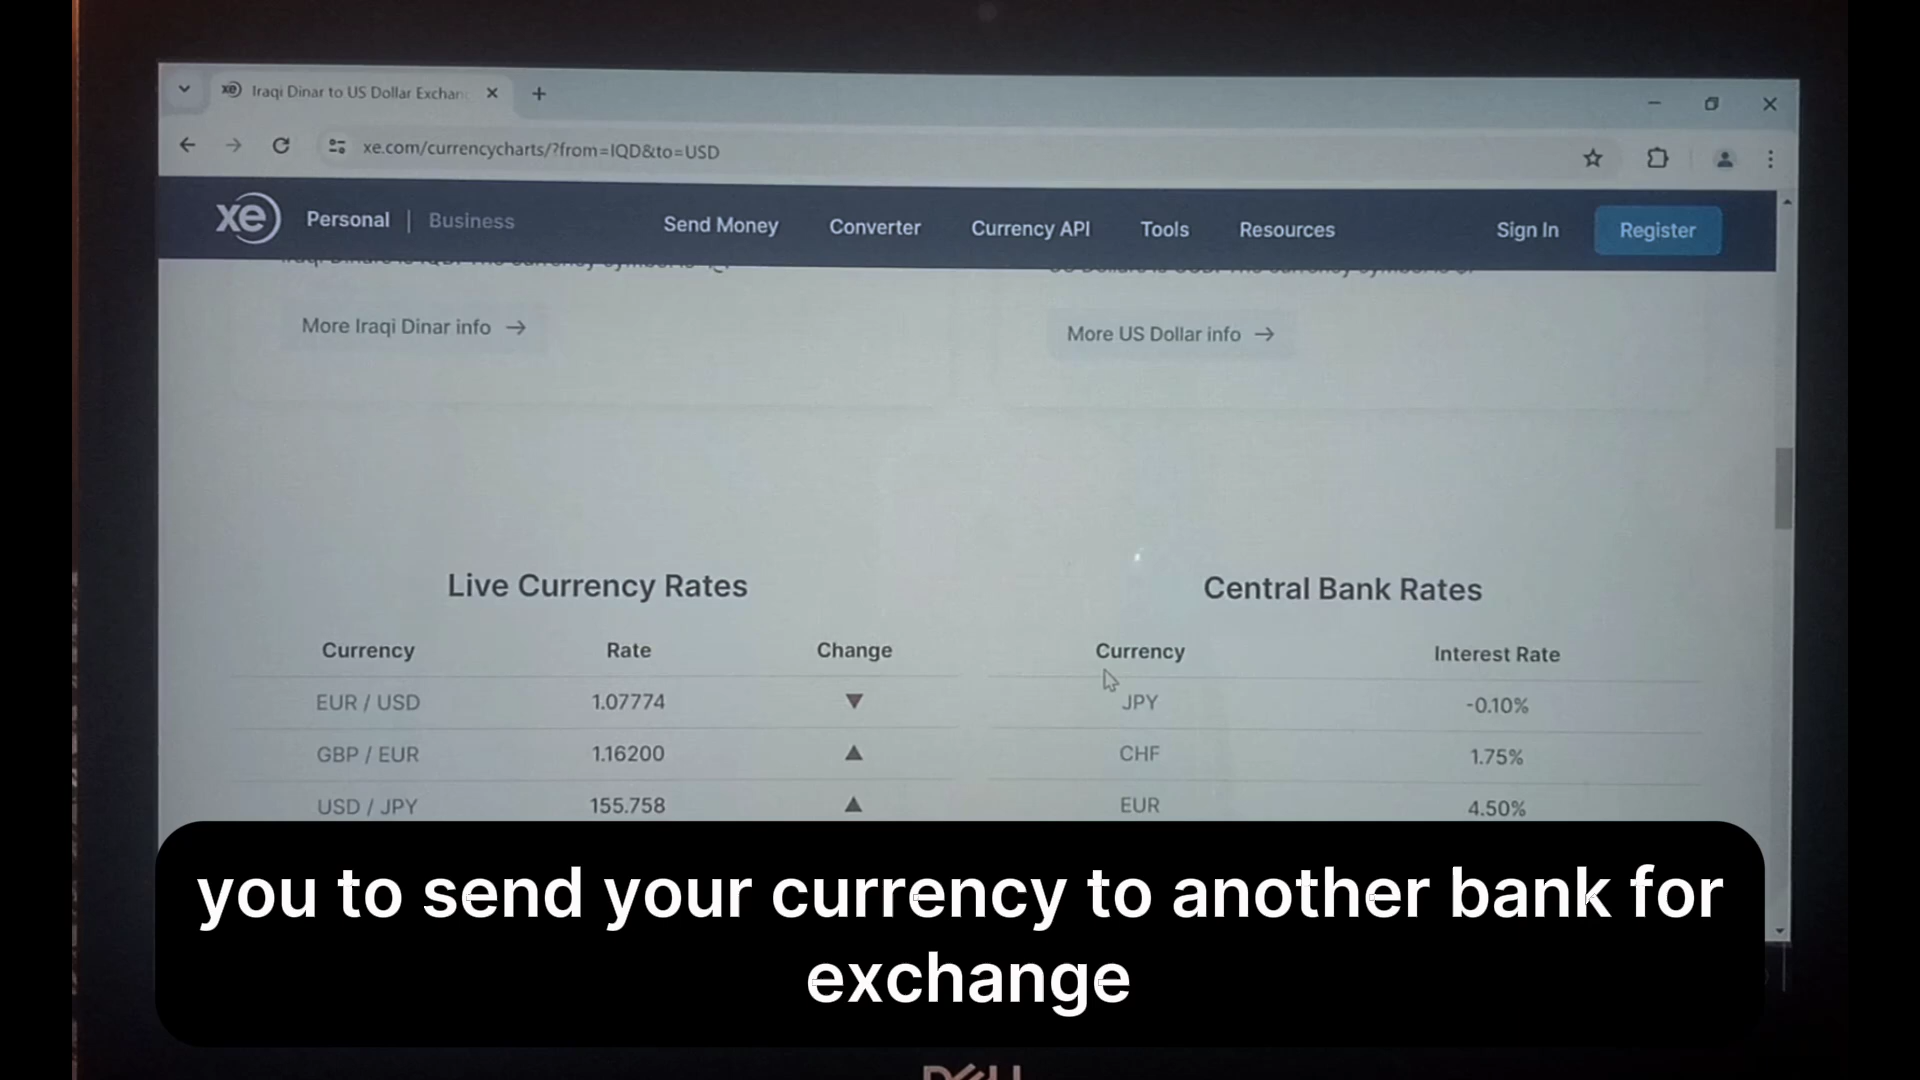 Iraqi Dinar to US Dollar Exchan
xe.com/currencycharts/?from=IQD&to=USD
xe Personal | Business Send Money Converter Currency API Tools Resources Sign In Register
More Iraqi Dinar info →
More US Dollar info →
Live Currency Rates
Currency Rate Change
EUR / USD 1.07774 ▼
GBP / EUR 1.16200 ▲
USD / JPY 155.758 ▲
Central Bank Rates
Currency Interest Rate
JPY -0.10%
CHF 1.75%
EUR 4.50%
you to send your currency to another bank for
exchange
DELL